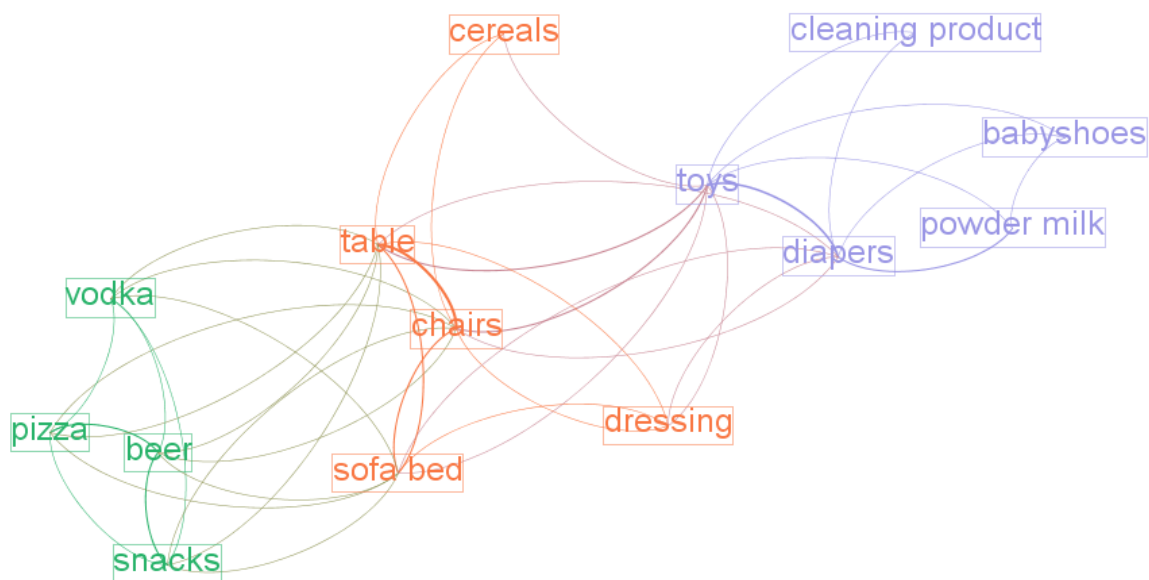 cereals
cleaning product
babyshoes
toys
powder milk
table
diapers
vodka
chairs
dressing
pizza
beer
sofa bed
snacks